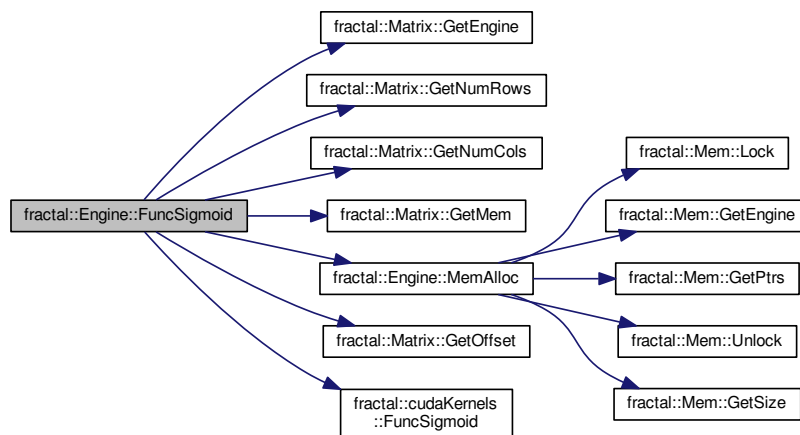 fractal::Matrix::GetEngine
fractal::Matrix::GetNumRows
fractal::Matrix::GetNumCols
fractal::Mem::Lock
fractal::Engine::FuncSigmoid
fractal::Matrix::GetMem
fractal::Mem::GetEngine
fractal::Engine::MemAlloc
fractal::Mem::GetPtrs
fractal::Matrix::GetOffset
fractal::Mem::Unlock
fractal::cudaKernels
::FuncSigmoid
fractal::Mem::GetSize